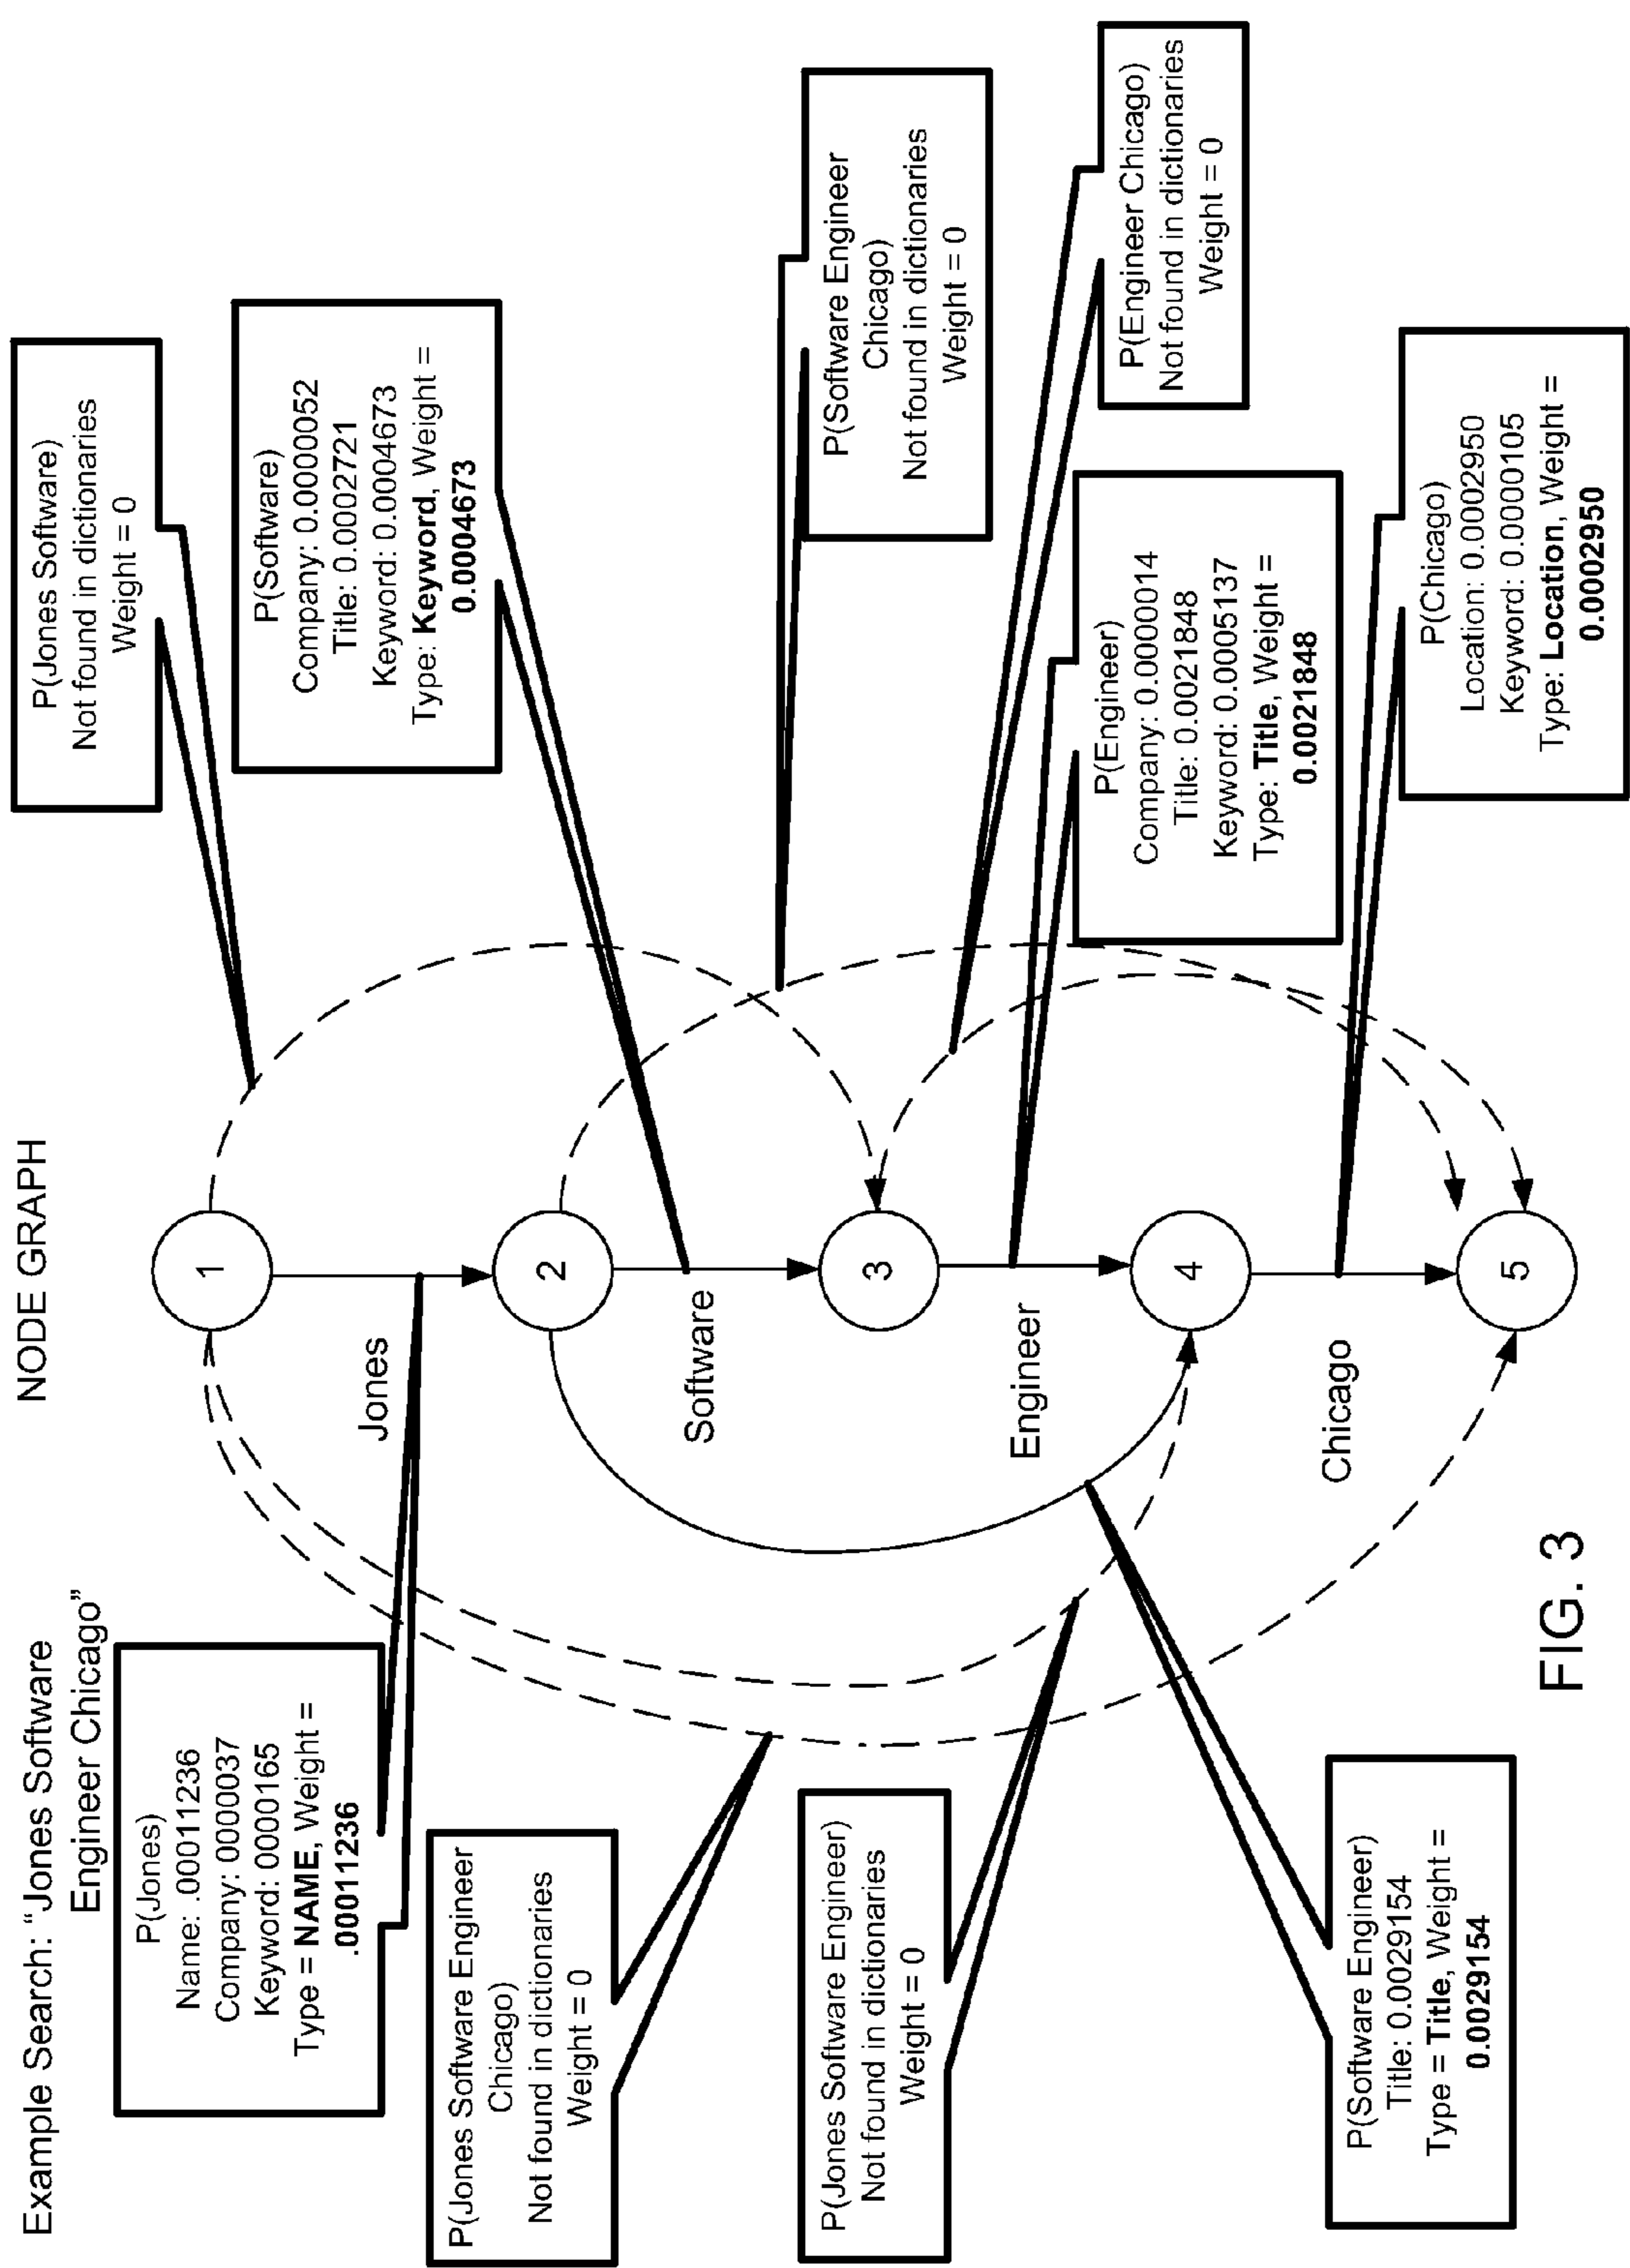 Example Search: “Jones Software
Engineer Chicago”
NODE GRAPH
P(Jones)
Name: .00011236
Company: 0000037
Keyword: 0000165
Type = NAME, Weight =
.00011236
P(Jones Software)
Not found in dictionaries
Weight = 0
P(Software)
Company: 0.0000052
Title: 0.0002721
Keyword: 0.0004673
Type: Keyword, Weight =
0.0004673
P(Jones Software Engineer
Chicago)
Not found in dictionaries
Weight = 0
P(Software Engineer
Chicago)
Not found in dictionaries
Weight = 0
P(Jones Software Engineer)
Not found in dictionaries
Weight = 0
P(Engineer Chicago)
Not found in dictionaries
Weight = 0
P(Engineer)
Company: 0.0000014
Title: 0.0021848
Keyword: 0.0005137
Type: Title, Weight =
0.0021848
P(Software Engineer)
Title: 0.0029154
Type = Title, Weight =
0.0029154
P(Chicago)
Location: 0.0002950
Keyword: 0.0000105
Type: Location, Weight =
0.0002950
1
Jones
2
Software
3
Engineer
4
Chicago
5
FIG. 3